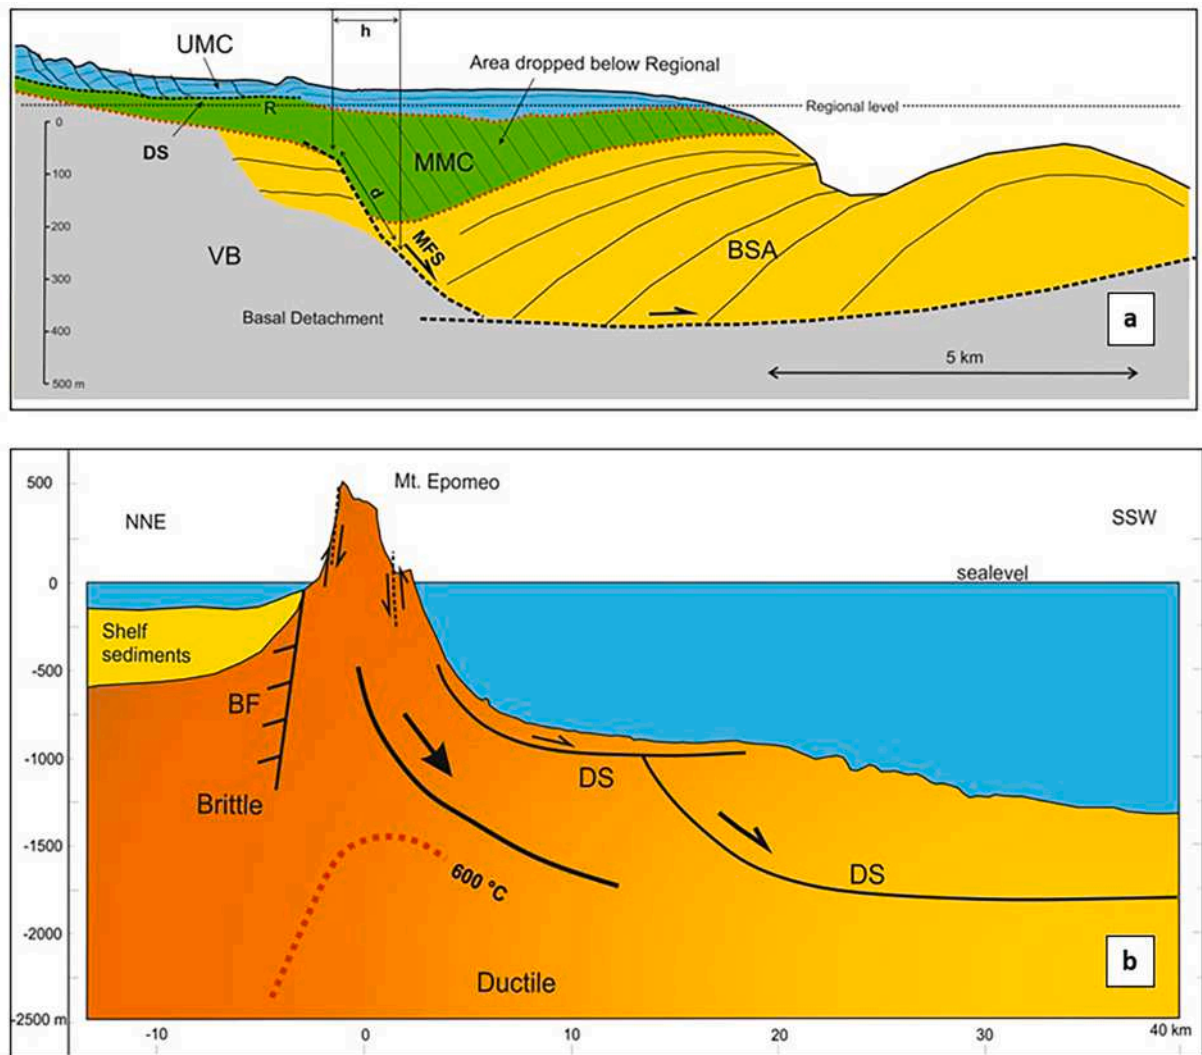 h
UMC
Area dropped below Regional
R
Regional level
DS
0
100
200
300
400
500 m
MMC
d
MFS
VB
BSA
Basal Detachment
a
5 km
500
Mt. Epomeo
NNE
SSW
0
sealevel
Shelf
sediments
-500
BF
-1000
DS
Brittle
-1500
600 °C
DS
-2000
Ductile
b
-2500 m
-10
0
10
20
30
40 km